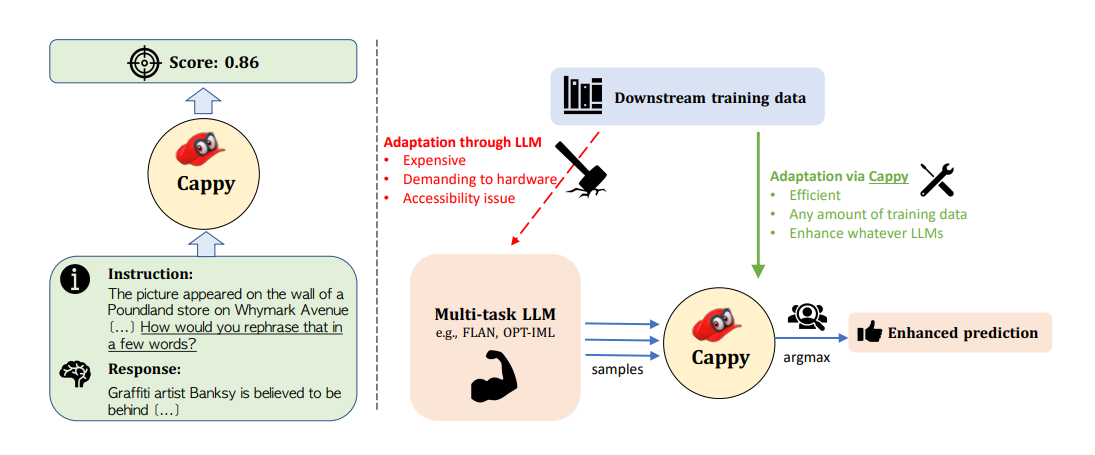 Score: 0.86
Cappy
Instruction:
The picture appeared on the wall of a
Poundland store on Whymark Avenue
[...] How would you rephrase that in
a few words?
Response:
Graffiti artist Banksy is believed to be
behind [...]
Downstream training data
Adaptation through LLM
• Expensive
• Demanding to hardware
• Accessibility issue
Adaptation via Cappy
• Efficient
• Any amount of training data
• Enhance whatever LLMs
Multi-task LLM
e.g., FLAN, OPT-IML
samples
Cappy
argmax
Enhanced prediction